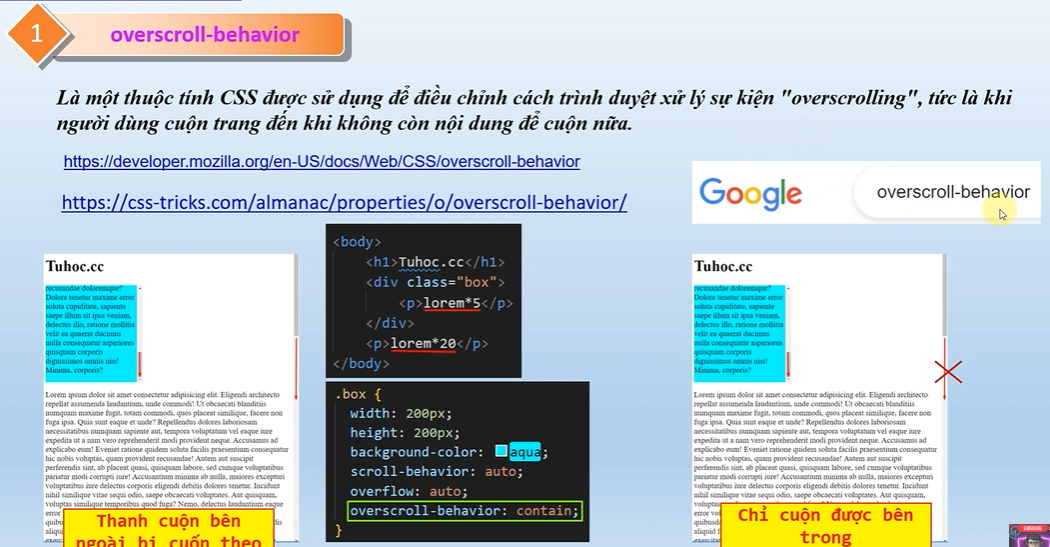 1
overscroll-behavior
Là một thuộc tính CSS được sử dụng để điều chỉnh cách trình duyệt xử lý sự kiện "overscrolling", tức là khi
người dùng cuộn trang đến khi không còn nội dung để cuộn nữa.
https://developer.mozilla.org/en-US/docs/Web/CSS/overscroll-behavior
https://css-tricks.com/almanac/properties/o/overscroll-behavior/
Google
overscroll-behavior
Tuhoc.cc
recusandae doloremque?
Dolore tenetur maxime error
soluta cupiditate, sapiente
saepe illum sit ipsa veniam,
delectus illo, ratione mollitia
velit ea quaerat ducimus
nulla consequatur asperiores
quisquam corporis
dignissimos omnis nisi!
Minima, corporis?
Lorem ipsum dolor sit amet consectetur adipisicing elit. Eligendi architecto
repellat assumenda laudantium, unde commodi! Ut obcaecati blanditiis
numquam maxime fugit, totam commodi, quos placeat similique, facere non
fuga ipsa. Quia sunt eaque et unde? Repellendus dolores laboriosam
necessitatibus numquam sapiente aut, tempora voluptatum vel eaque iure
expedita ut a nam vero reprehenderit modi provident neque. Accusamus ad
explicabo eum! Eveniet ratione quidem soluta facilis praesentium consequatur
hic nobis voluptas, quam provident recusandae! Autem aut suscipit
perferendis sint, ab placeat quasi, quisquam labore, sed cumque voluptatibus
pariatur modi corrupti iure! Accusantium minima ab nulla, maiores excepturi
voluptatibus iure delectus corporis eligendi debitis dolores tenetur. Incidunt
nihil similique vitae sequi odio, saepe obcaecati voluptates. Aut quisquam,
voluptas similique temporibus quod fuga? Nemo, delectus laudantium eaque
error
quibu
aliqui
Thanh cuộn bên
ngoài bị cuốn theo
<body>
<h1>Tuhoc.cc</h1>
<div class="box">
<p>lorem*5</p>
</div>
<p>lorem*20</p>
</body>
.box {
width: 200px;
height: 200px;
background-color: aqua;
scroll-behavior: auto;
overflow: auto;
overscroll-behavior: contain;
}
Tuhoc.cc
recusandae doloremque?
Dolore tenetur maxime error
soluta cupiditate, sapiente
saepe illum sit ipsa veniam,
delectus illo, ratione mollitia
velit ea quaerat ducimus
nulla consequatur asperiores
quisquam corporis
dignissimos omnis nisi!
Minima, corporis?
Lorem ipsum dolor sit amet consectetur adipisicing elit. Eligendi architecto
repellat assumenda laudantium, unde commodi! Ut obcaecati blanditiis
numquam maxime fugit, totam commodi, quos placeat similique, facere non
fuga ipsa. Quia sunt eaque et unde? Repellendus dolores laboriosam
necessitatibus numquam sapiente aut, tempora voluptatum vel eaque iure
expedita ut a nam vero reprehenderit modi provident neque. Accusamus ad
explicabo eum! Eveniet ratione quidem soluta facilis praesentium consequatur
hic nobis voluptas, quam provident recusandae! Autem aut suscipit
perferendis sint, ab placeat quasi, quisquam labore, sed cumque voluptatibus
pariatur modi corrupti iure! Accusantium minima ab nulla, maiores excepturi
voluptatibus iure delectus corporis eligendi debitis dolores tenetur. Incidunt
nihil similique vitae sequi odio, saepe obcaecati voluptates. Aut quisquam,
error
quibusd
aliquid
Chỉ cuộn được bên
trong